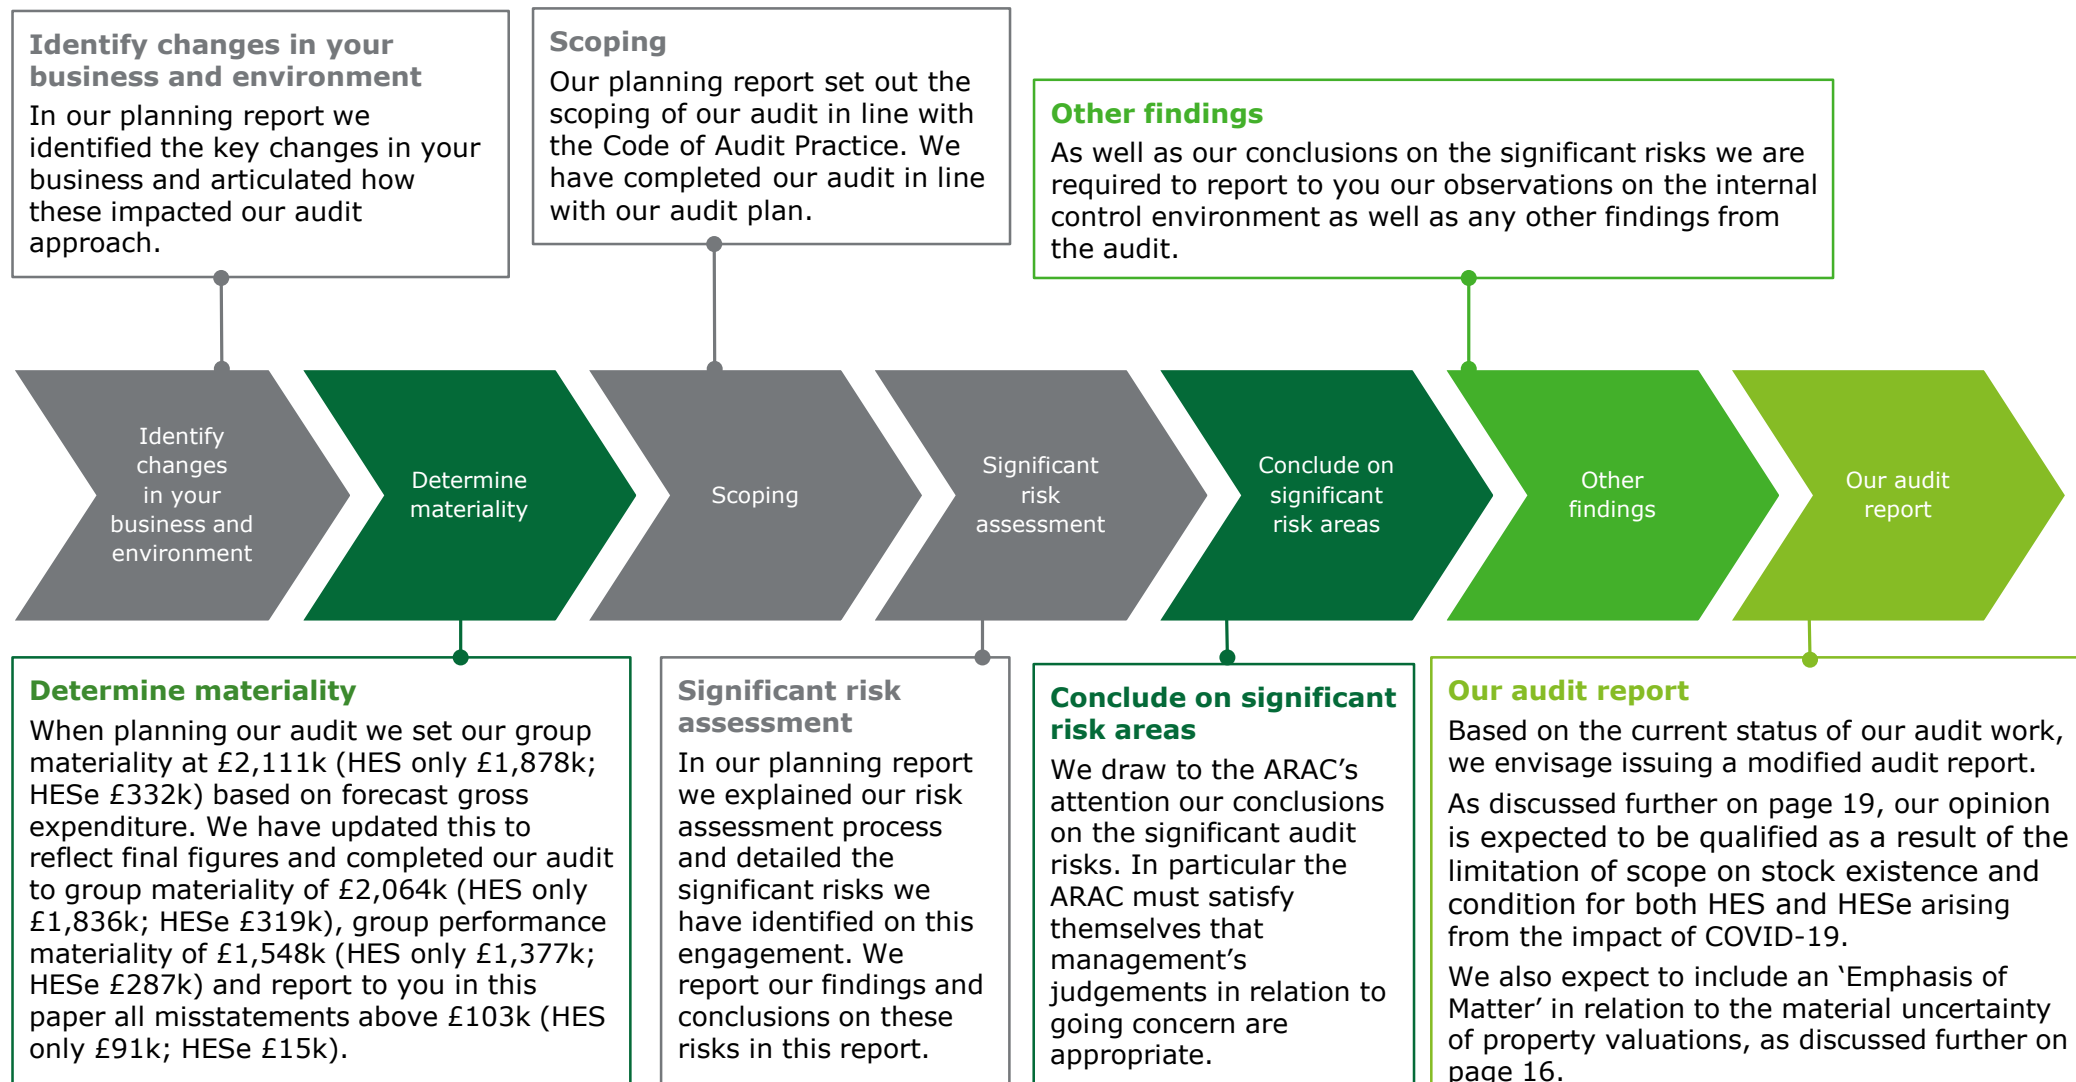 Identify changes in your
business and environment
In our planning report we
identified the key changes in your
business and articulated how
these impacted our audit
approach.
Scoping
Our planning report set out the
scoping of our audit in line with
the Code of Audit Practice. We
have completed our audit in line
with our audit plan.
Other findings
As well as our conclusions on the significant risks we are
required to report to you our observations on the internal
control environment as well as any other findings from
the audit.
Identify
changes
in your
business and
environment
Determine
materiality
Scoping
Significant
risk
assessment
Conclude on
significant
risk areas
Other
findings
Our audit
report
Determine materiality
When planning our audit we set our group
materiality at £2,111k (HES only £1,878k;
HESe £332k) based on forecast gross
expenditure. We have updated this to
reflect final figures and completed our audit
to group materiality of £2,064k (HES only
£1,836k; HESe £319k), group performance
materiality of £1,548k (HES only £1,377k;
HESe £287k) and report to you in this
paper all misstatements above £103k (HES
only £91k; HESe £15k).
Significant risk
assessment
In our planning report
we explained our risk
assessment process
and detailed the
significant risks we
have identified on this
engagement. We
report our findings and
conclusions on these
risks in this report.
Conclude on significant
risk areas
We draw to the ARAC’s
attention our conclusions
on the significant audit
risks. In particular the
ARAC must satisfy
themselves that
management’s
judgements in relation to
going concern are
appropriate.
Our audit report
Based on the current status of our audit work,
we envisage issuing a modified audit report.
As discussed further on page 19, our opinion
is expected to be qualified as a result of the
limitation of scope on stock existence and
condition for both HES and HESe arising
from the impact of COVID-19.
We also expect to include an ‘Emphasis of
Matter’ in relation to the material uncertainty
of property valuations, as discussed further on
page 16.